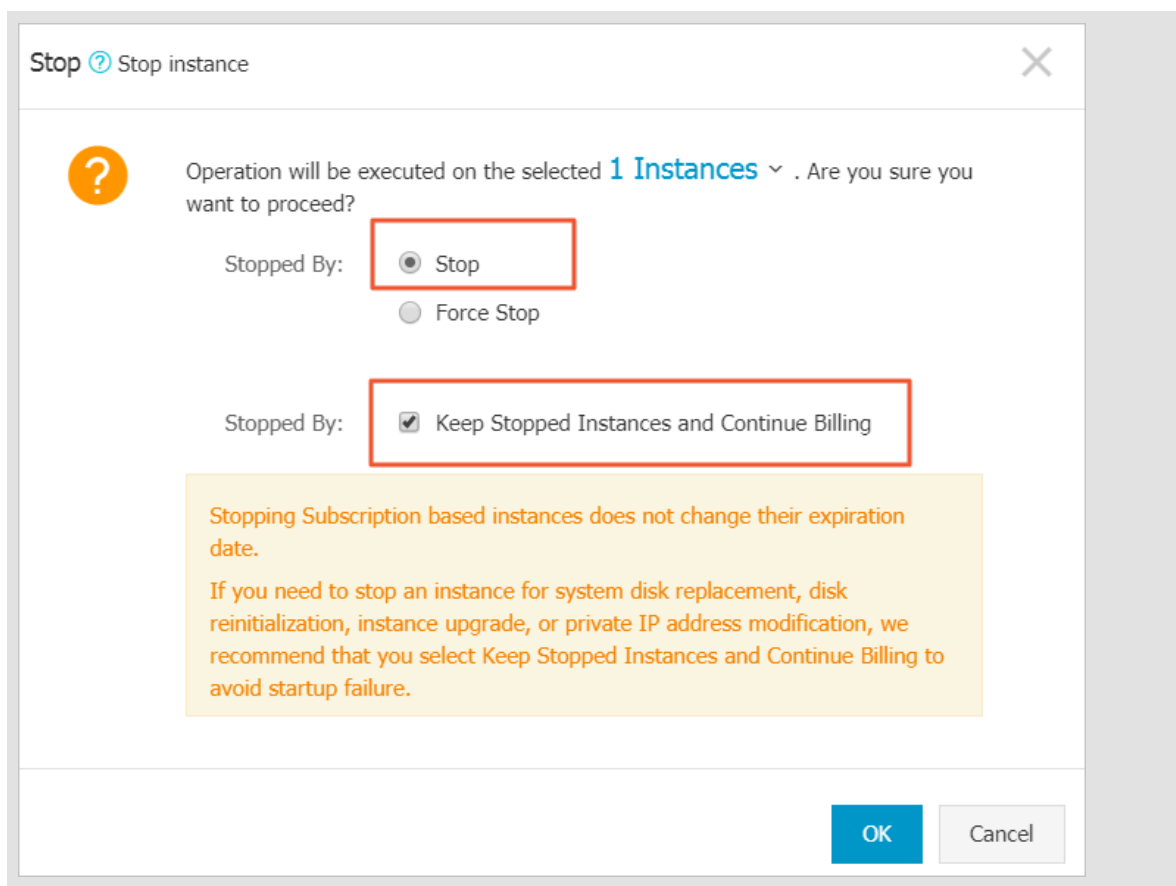 Stop ? Stop instance
?
Operation will be executed on the selected 1 Instances . Are you sure you
want to proceed?
Stopped By: Stop
Force Stop
Stopped By: Keep Stopped Instances and Continue Billing
Stopping Subscription based instances does not change their expiration
date.
If you need to stop an instance for system disk replacement, disk
reinitialization, instance upgrade, or private IP address modification, we
recommend that you select Keep Stopped Instances and Continue Billing to
avoid startup failure.
OK Cancel